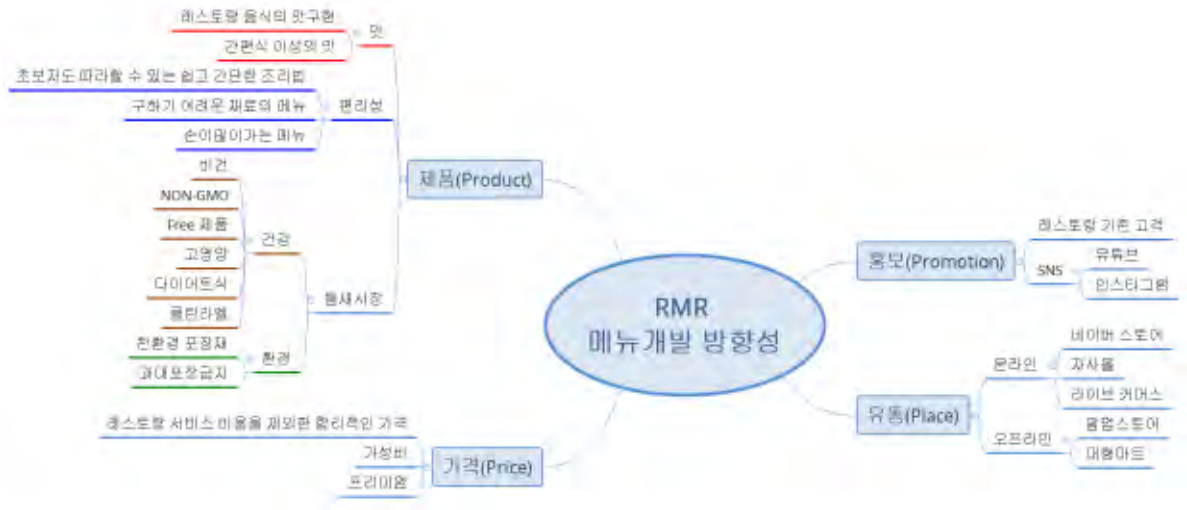 레스토랑 음식의 맛구현
간편식 이상의 맛
맛
초보자도 따라할 수 있는 쉽고 간단한 조리법
구하기 어려운 재료의 메뉴
손이많이가는 메뉴
편리성
비건
NON-GMO
Free 제품
고영양
다이어트식
클린라벨
건강
친환경 포장재
과대포장금지
환경
틈새시장
제품(Product)
레스토랑 서비스 비용을 제외한 합리적인 가격
가성비
프리미엄
가격(Price)
RMR
메뉴개발 방향성
홍보(Promotion)
레스토랑 기존 고객
SNS
유튜브
인스타그램
유통(Place)
온라인
네이버 스토어
자사몰
라이브 커머스
오프라인
팝업스토어
대형마트